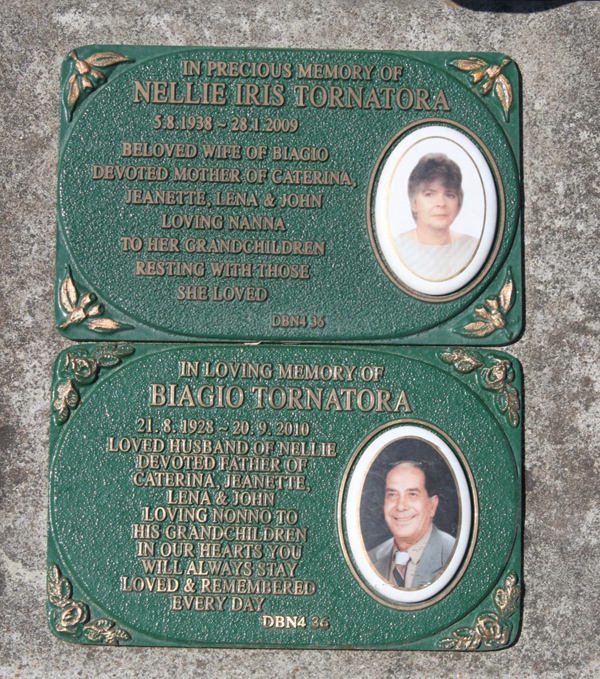 IN PRECIOUS MEMORY OF
NELLIE IRIS TORNATORA
5.8.1938 ~ 28.1.2009
BELOVED WIFE OF BIAGIO
DEVOTED MOTHER OF CATERINA,
JEANETTE, LENA & JOHN
LOVING NANNA
TO HER GRANDCHILDREN
RESTING WITH THOSE
SHE LOVED
DBN4 36
IN LOVING MEMORY OF
BIAGIO TORNATORA
21. 8. 1928 ~ 20. 9. 2010
LOVED HUSBAND OF NELLIE
DEVOTED FATHER OF
CATERINA, JEANETTE,
LENA & JOHN
LOVING NONNO TO
HIS GRANDCHILDREN
IN OUR HEARTS YOU
WILL ALWAYS STAY
LOVED & REMEMBERED
EVERY DAY
DBN4 36